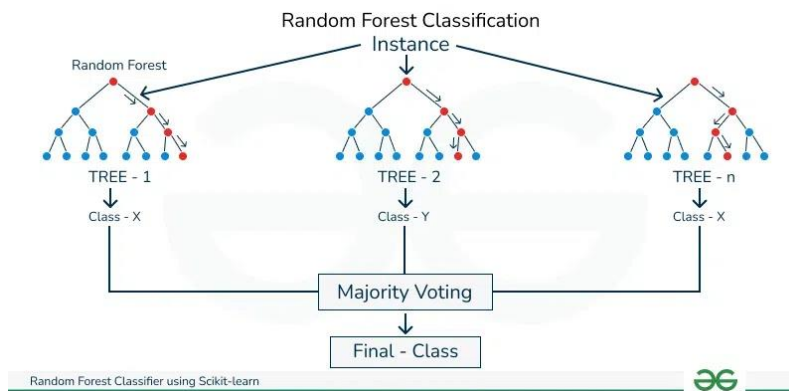 Random Forest Classification
Instance
Random Forest
TREE - 1
TREE - 2
TREE - n
Class - X
Class - Y
Class - X
Majority Voting
Final - Class
Random Forest Classifier using Scikit-learn